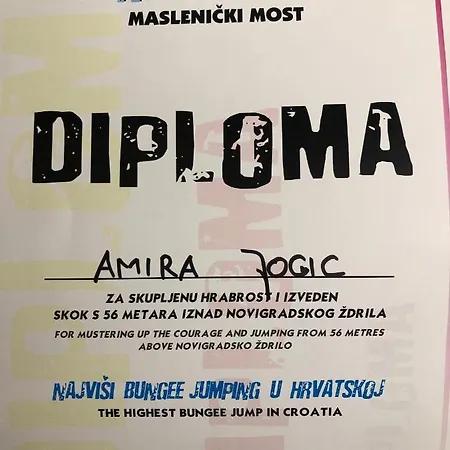 MASLENIČKI MOST
DIPLOMA
AMIRA JOGIC
ZA SKUPLJENU HRABROST I IZVEDEN
SKOK S 56 METARA IZNAD NOVIGRADSKOG ŽDRILA
FOR MUSTERING UP THE COURAGE AND JUMPING FROM 56 METRES
ABOVE NOVIGRADSKO ŽDRILO
NAJVIŠI BUNGEE JUMPING U HRVATSKOJ
THE HIGHEST BUNGEE JUMP IN CROATIA